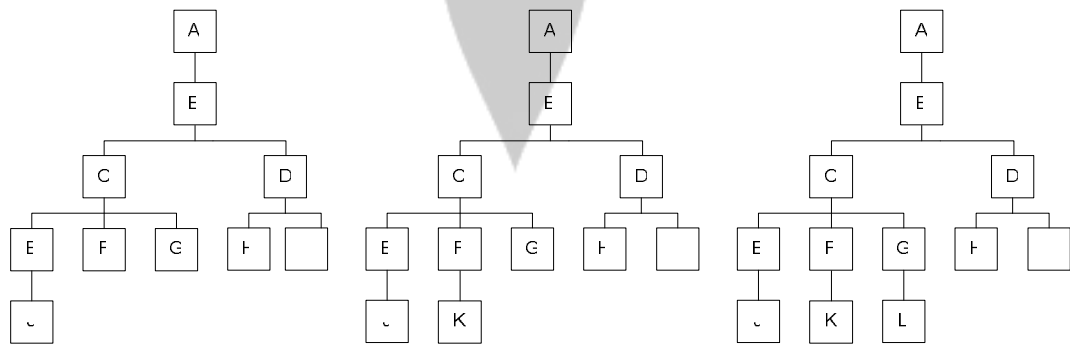 A A A
E E E
C D C D C D
E F G E F G E F G
K K L